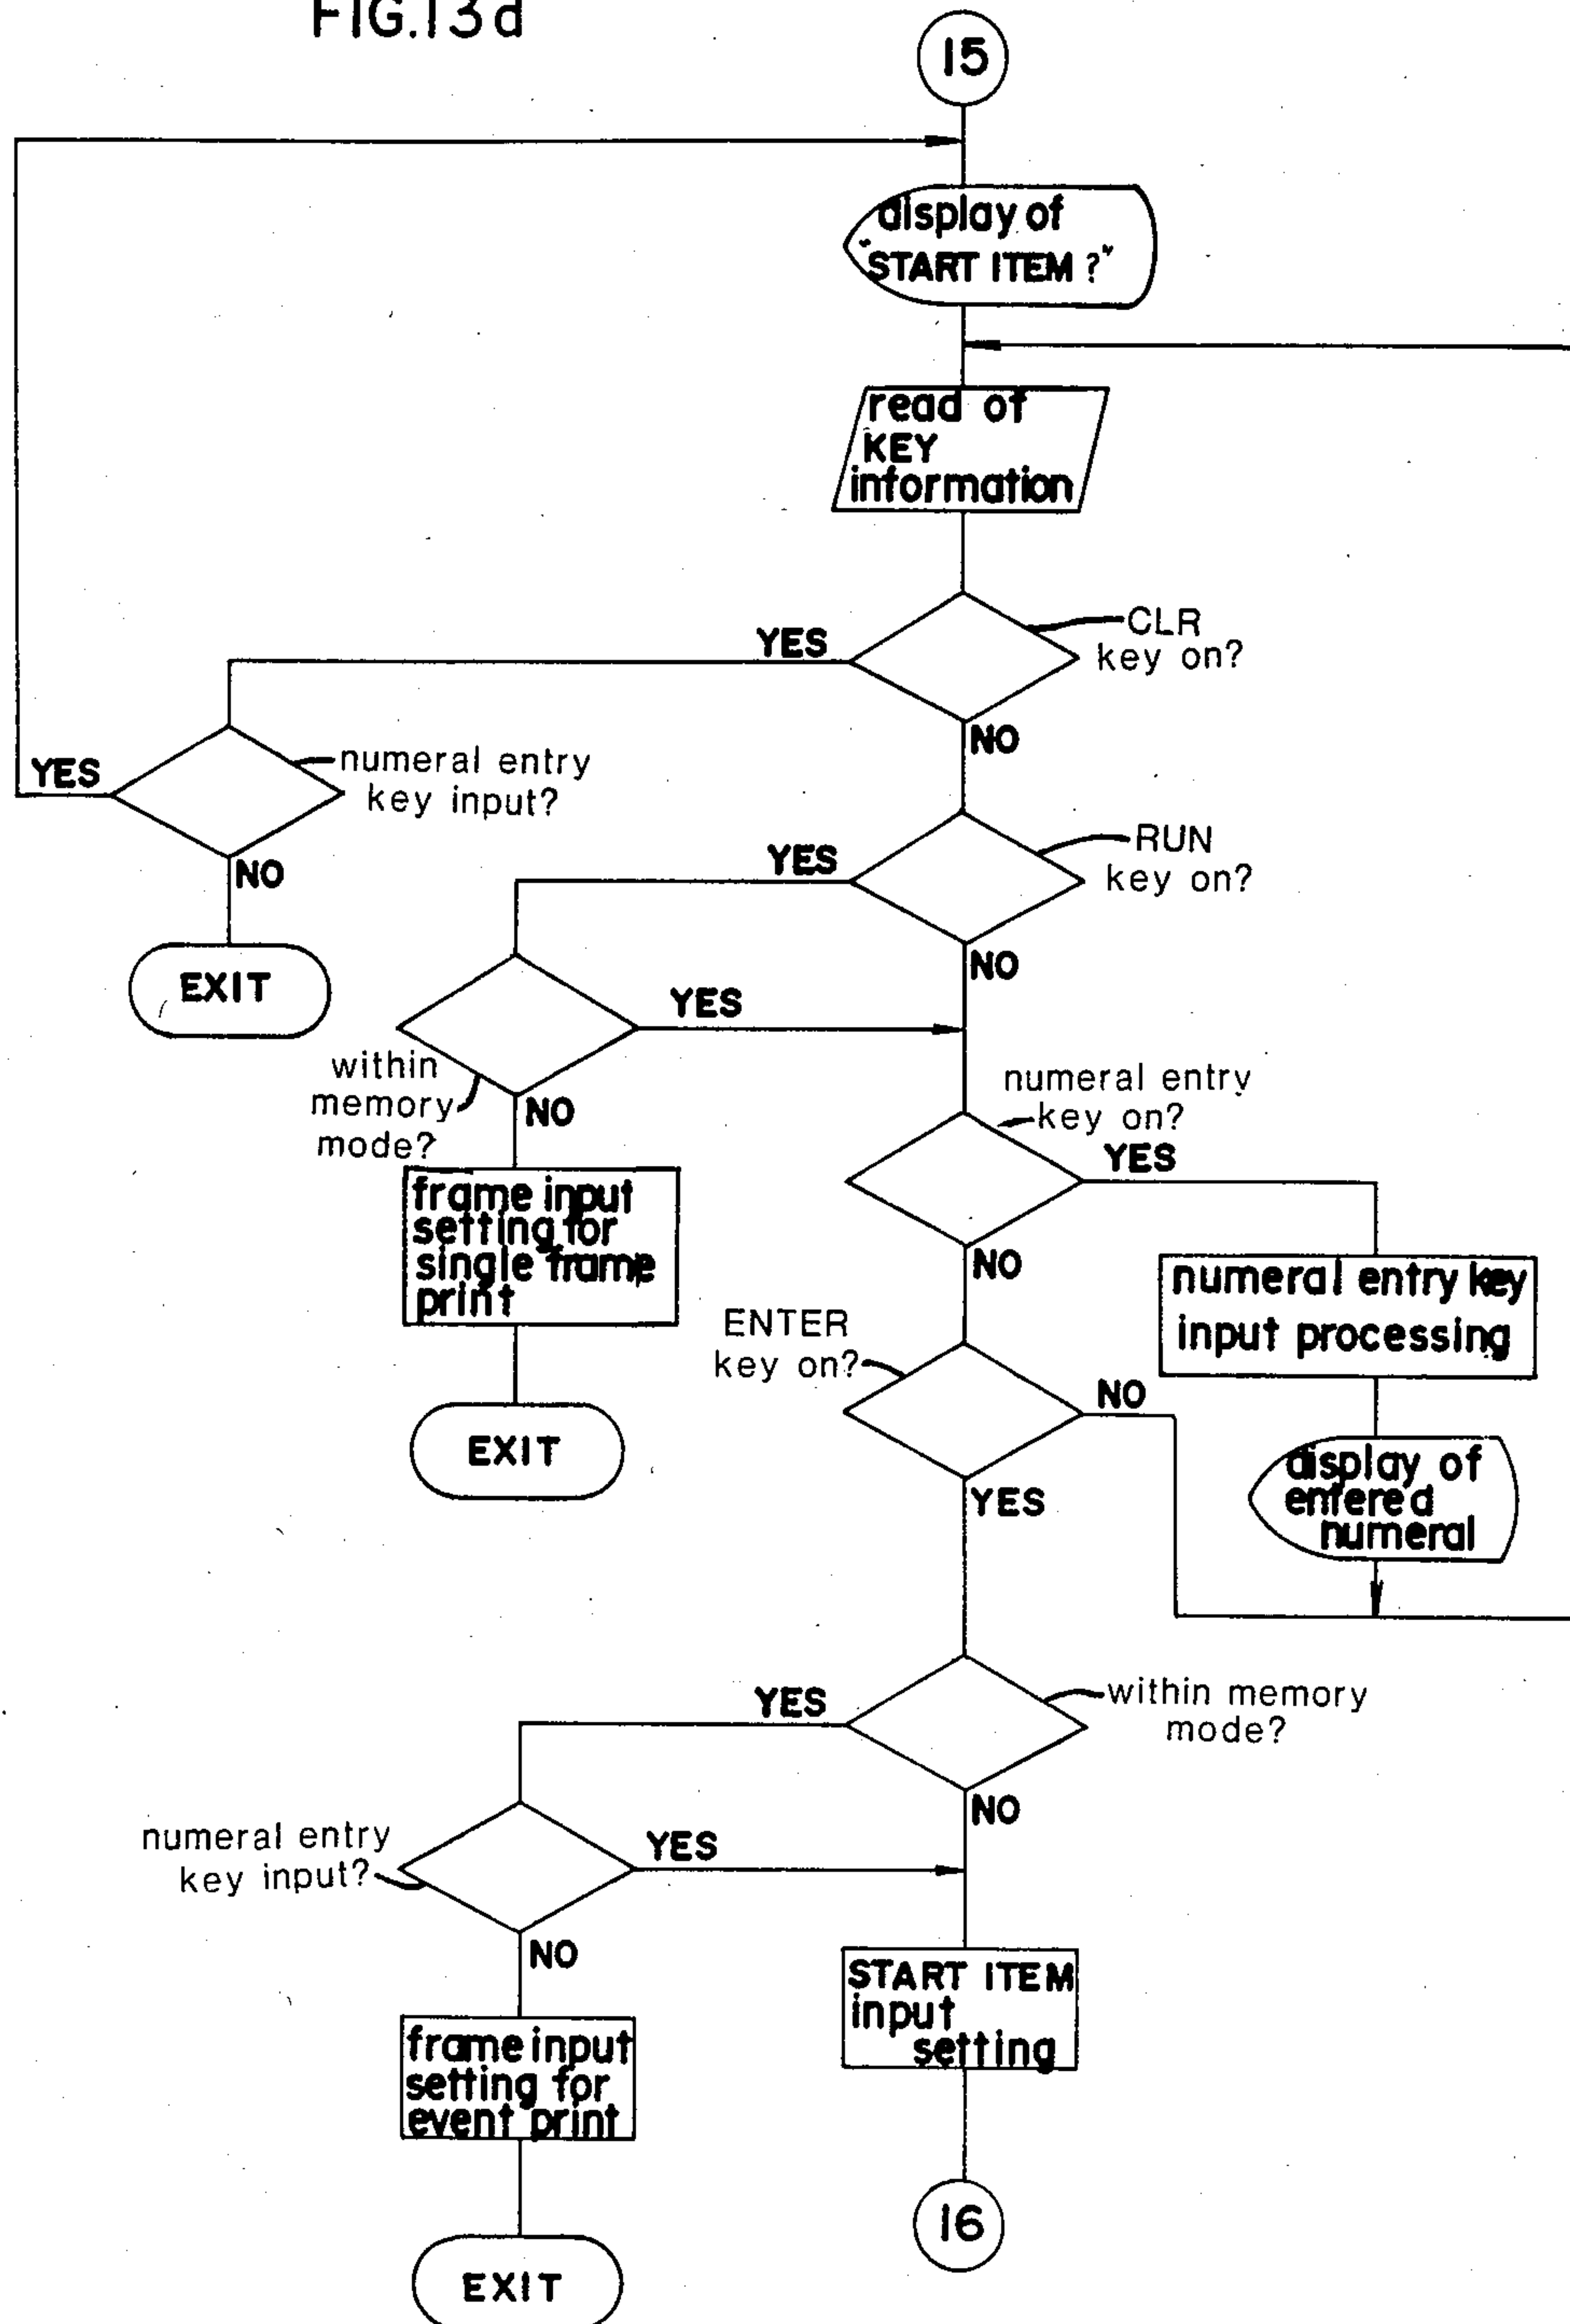 FIG.13d
15
display of
"START ITEM ?"
read of
KEY
information
CLR
key on?
YES
NO
numeral entry
key input?
YES
NO
EXIT
RUN
key on?
YES
NO
within
memory
mode?
YES
NO
frame input
setting for
single frame
print
EXIT
numeral entry
key on?
YES
NO
numeral entry key
input processing
display of
entered
numeral
ENTER
key on?
NO
YES
within memory
mode?
YES
NO
numeral entry
key input?
YES
NO
frame input
setting for
event print
EXIT
START ITEM
input
setting
16